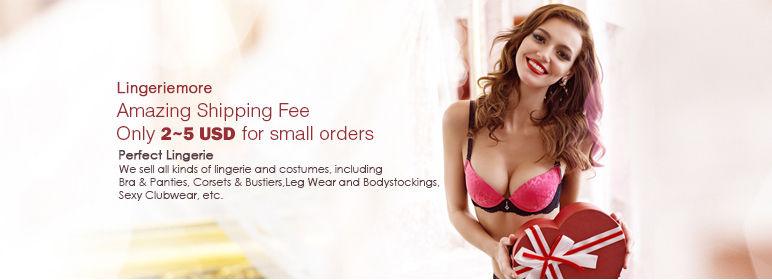 Lingeriemore
Amazing Shipping Fee
Only 2~5 USD for small orders
Perfect Lingerie
We sell all kinds of lingerie and costumes, including
Bra & Panties, Corsets & Bustiers,Leg Wear and Bodystockings,
Sexy Clubwear, etc.